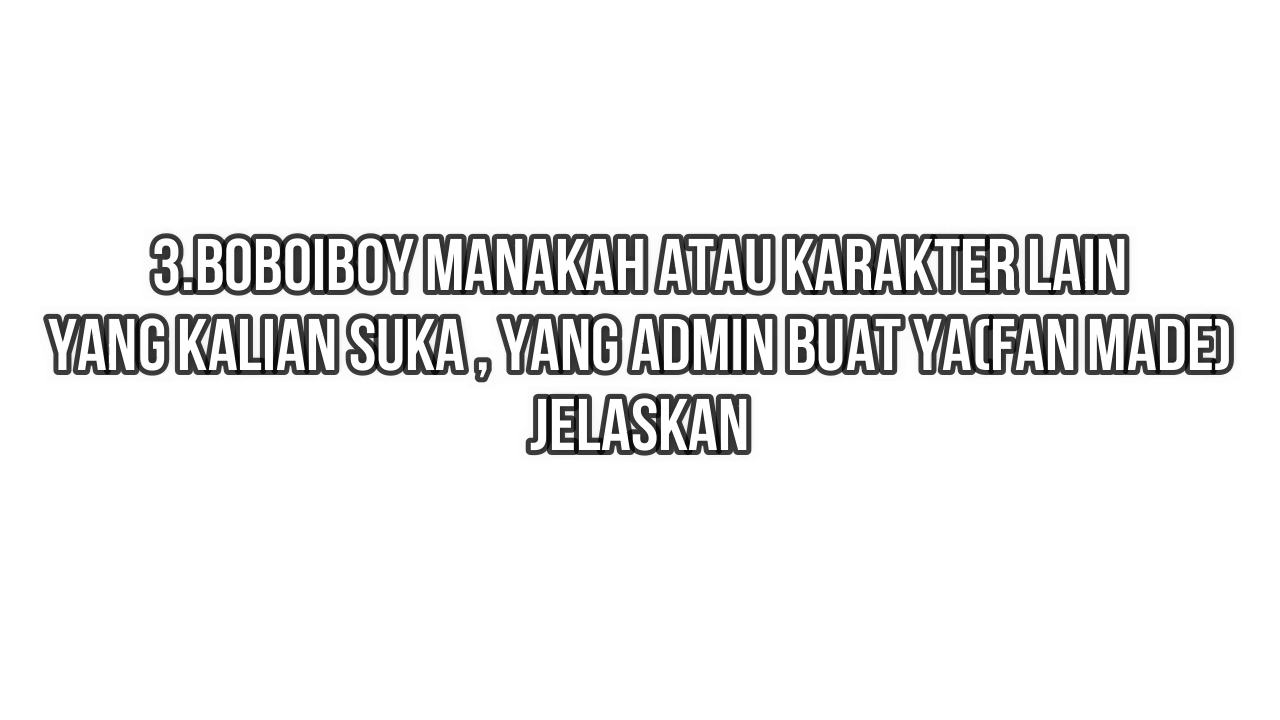 3.BOBOIBOY MANAKAH ATAU KARAKTER LAIN
YANG KALIAN SUKA , YANG ADMIN BUAT YA(FAN MADE)
JELASKAN